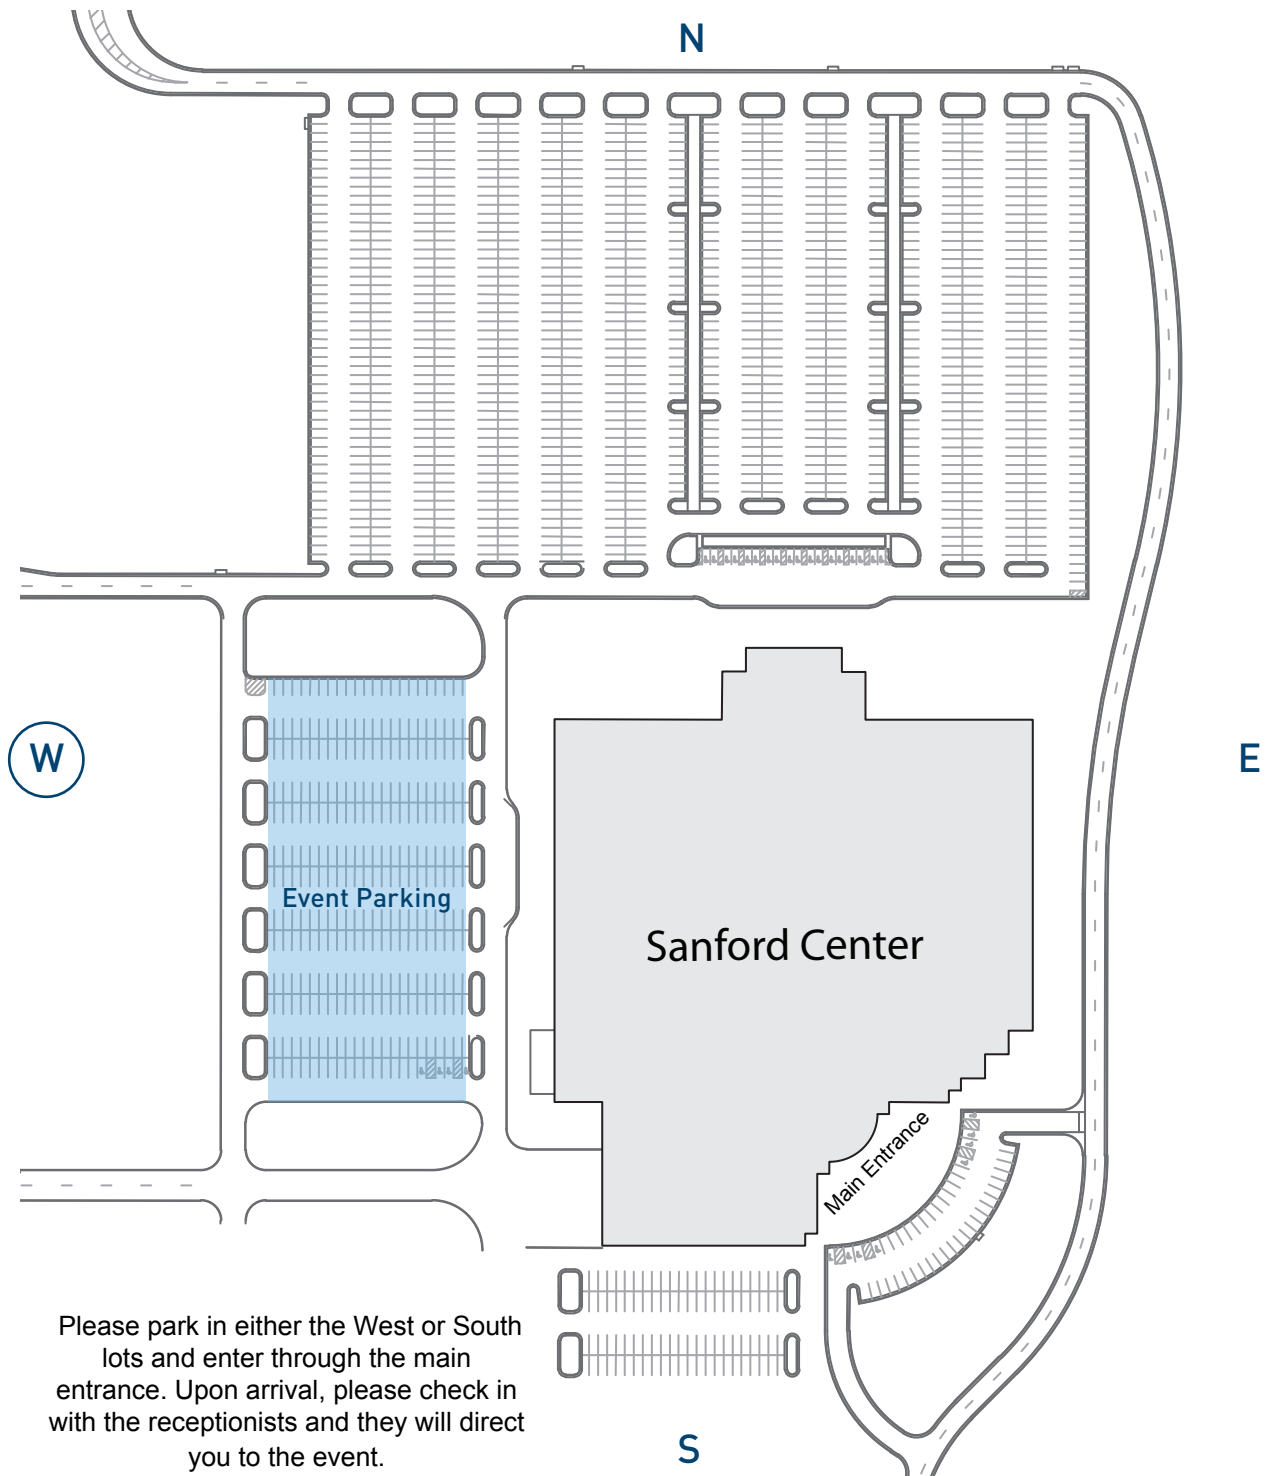 N
W
E
Event Parking
Sanford Center
Main Entrance
Please park in either the West or South
lots and enter through the main
entrance. Upon arrival, please check in
with the receptionists and they will direct
you to the event.
S